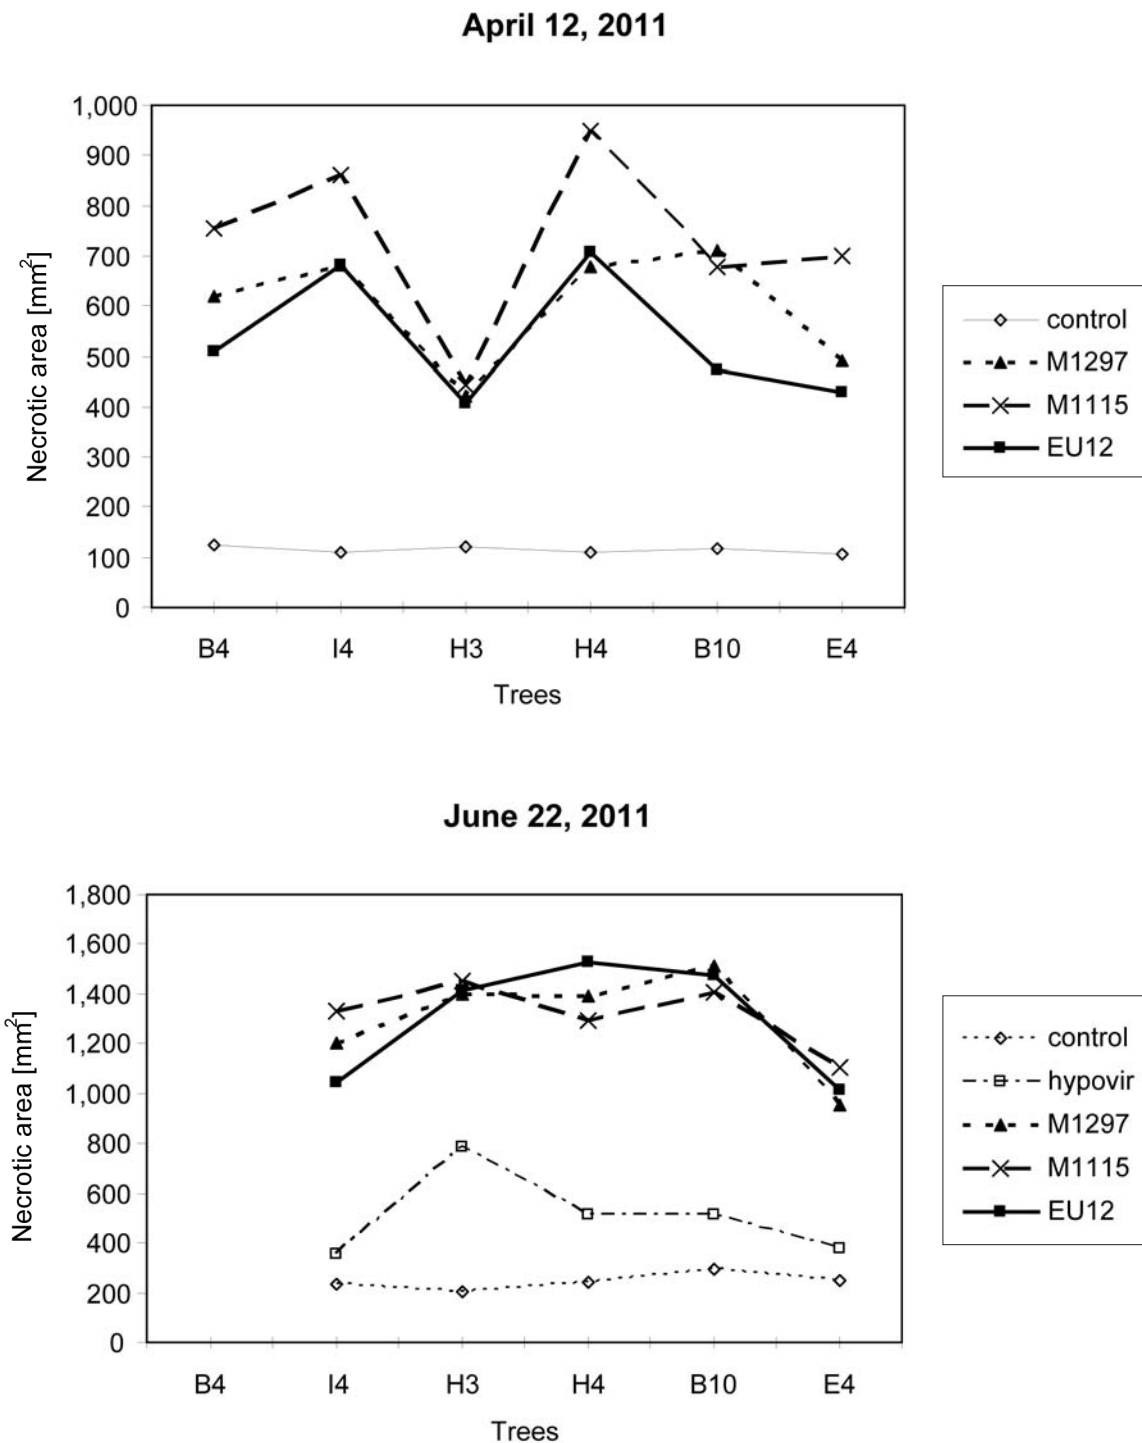 April 12, 2011
1,000
900
800
700
600
500
400
300
200
100
0
Necrotic area [mm²]
B4 I4 H3 H4 B10 E4
Trees
control
M1297
M1115
EU12
June 22, 2011
1,800
1,600
1,400
1,200
1,000
800
600
400
200
0
Necrotic area [mm²]
B4 I4 H3 H4 B10 E4
Trees
control
hypovir
M1297
M1115
EU12